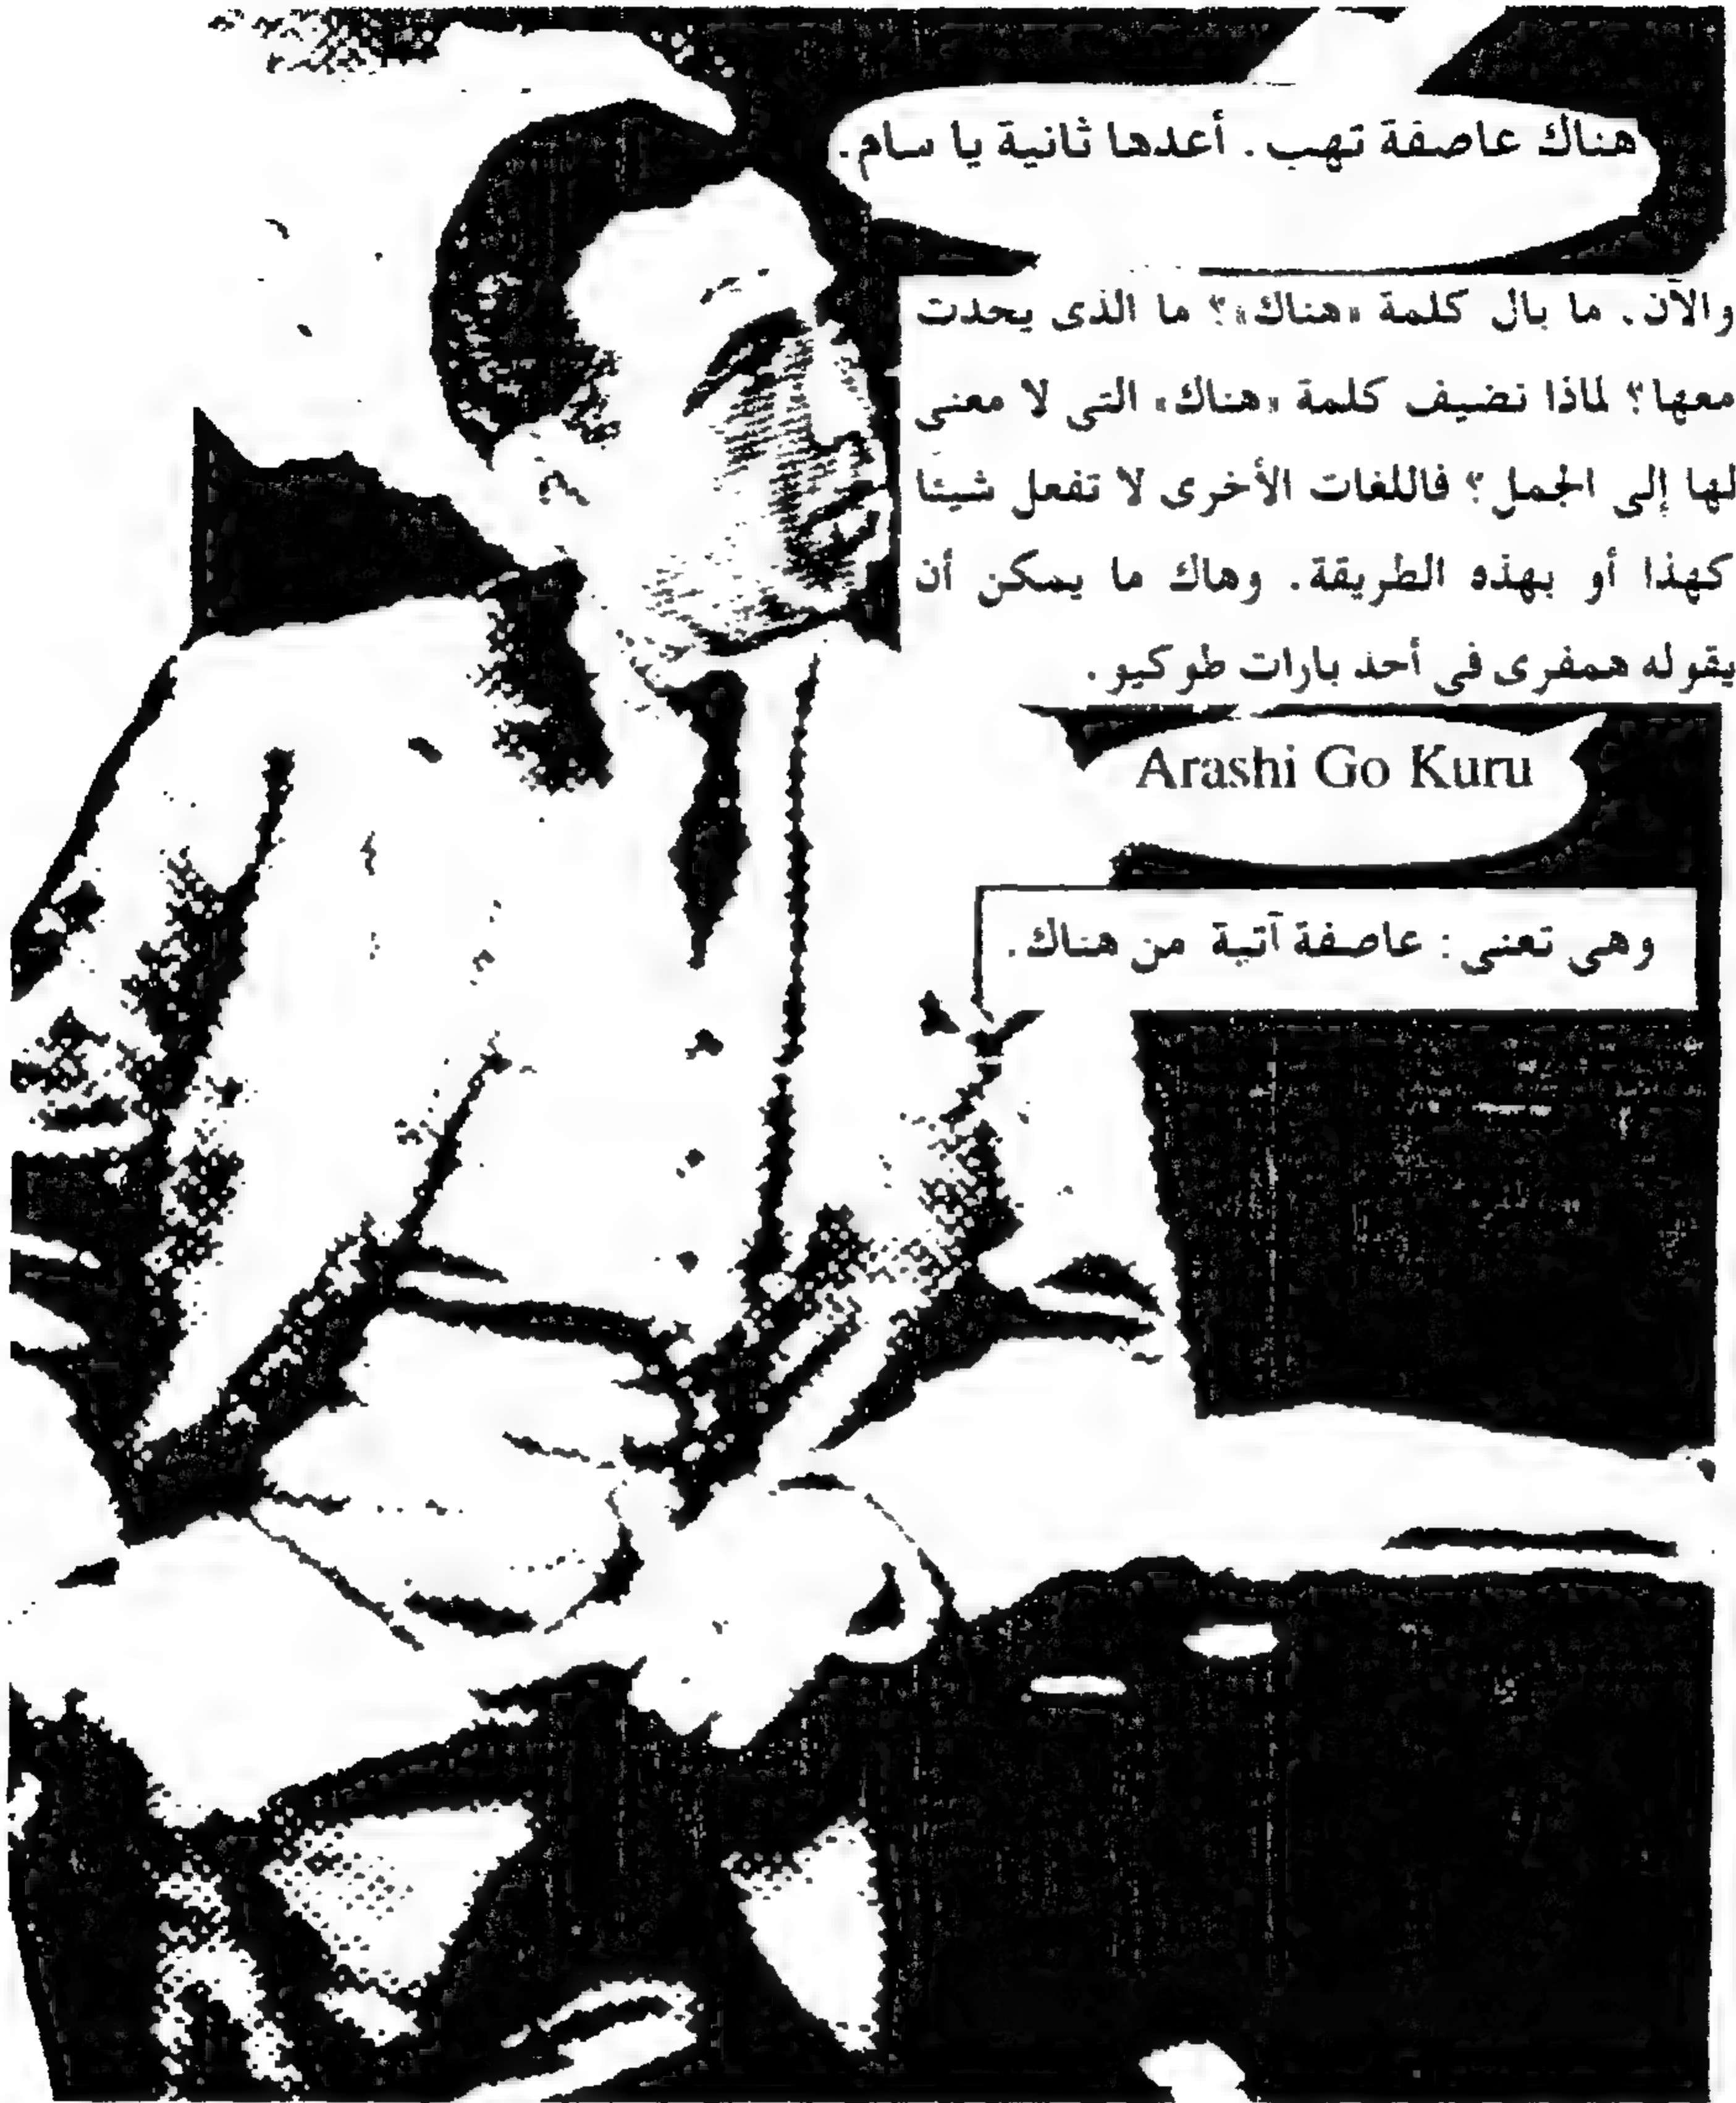 هناك عاصفة تهب. أعدها ثانية يا سام.
والآن. ما بال كلمة «هناك»؟ ما الذى يحدث
معها؟ لماذا نضيف كلمة «هناك» التى لا معنى
لها إلى الجمل؟ فاللغات الأخرى لا تفعل شيئا
كهذا أو بهذه الطريقة. وهاك ما يمكن أن
يقوله همفرى فى أحد بارات طوكيو.
Arashi Go Kuru
وهى تعنى: عاصفة آتية من هناك.